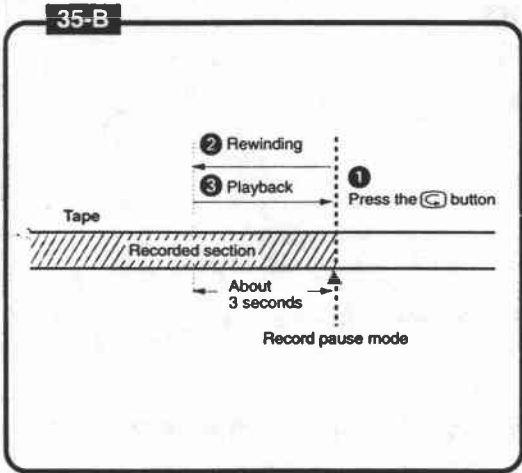 35-B
❷ Rewinding
❸ Playback
❶
Press the button
Tape
Recorded section
About
3 seconds
Record pause mode